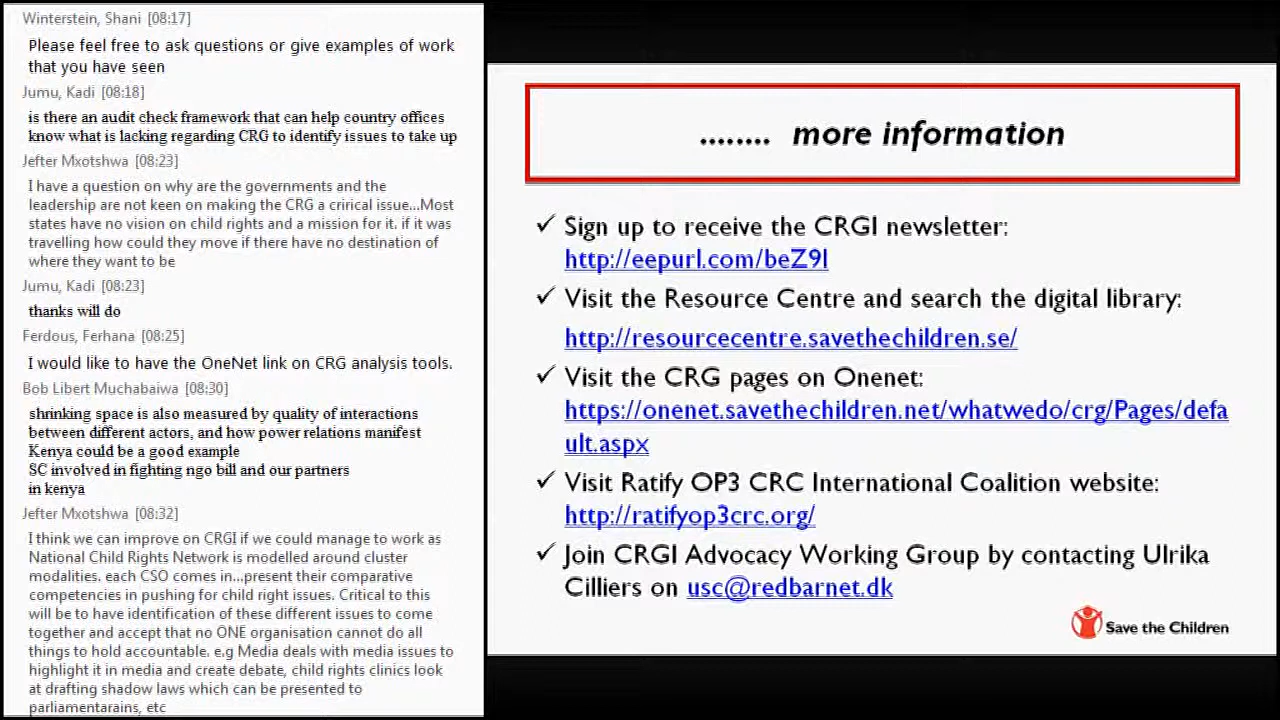 Winterstein, Shani [08:17]
Please feel free to ask questions or give examples of work
that you have seen
Jumu, Kadi [08:18]
is there an audit check framework that can help country offices
know what is lacking regarding CRG to identify issues to take up
Jefter Mxotshwa [08:23]
I have a question on why are the governments and the
leadership are not keen on making the CRG a crirical issue...Most
states have no vision on child rights and a mission for it. if it was
travelling how could they move if there have no destination of
where they want to be
Jumu, Kadi [08:23]
thanks will do
Ferdous, Ferhana [08:25]
I would like to have the OneNet link on CRG analysis tools.
Bob Libert Muchabaiwa [08:30]
shrinking space is also measured by quality of interactions
between different actors, and how power relations manifest
Kenya could be a good example
SC involved in fighting ngo bill and our partners
in kenya
Jefter Mxotshwa [08:32]
I think we can improve on CRGI if we could manage to work as
National Child Rights Network is modelled around cluster
modalities. each CSO comes in...present their comparative
competencies in pushing for child right issues. Critical to this
will be to have identification of these different issues to come
together and accept that no ONE organisation cannot do all
things to hold accountable. e.g Media deals with media issues to
highlight it in media and create debate, child rights clinics look
at drafting shadow laws which can be presented to
parliamentarains, etc
........ more information
✓ Sign up to receive the CRGI newsletter:
http://eepurl.com/beZ9l
✓ Visit the Resource Centre and search the digital library:
http://resourcecentre.savethechildren.se/
✓ Visit the CRG pages on Onenet:
https://onenet.savethechildren.net/whatwedo/crg/Pages/defa
ult.aspx
✓ Visit Ratify OP3 CRC International Coalition website:
http://ratifyop3crc.org/
✓ Join CRGI Advocacy Working Group by contacting Ulrika
Cilliers on usc@redbarnet.dk
Save the Children